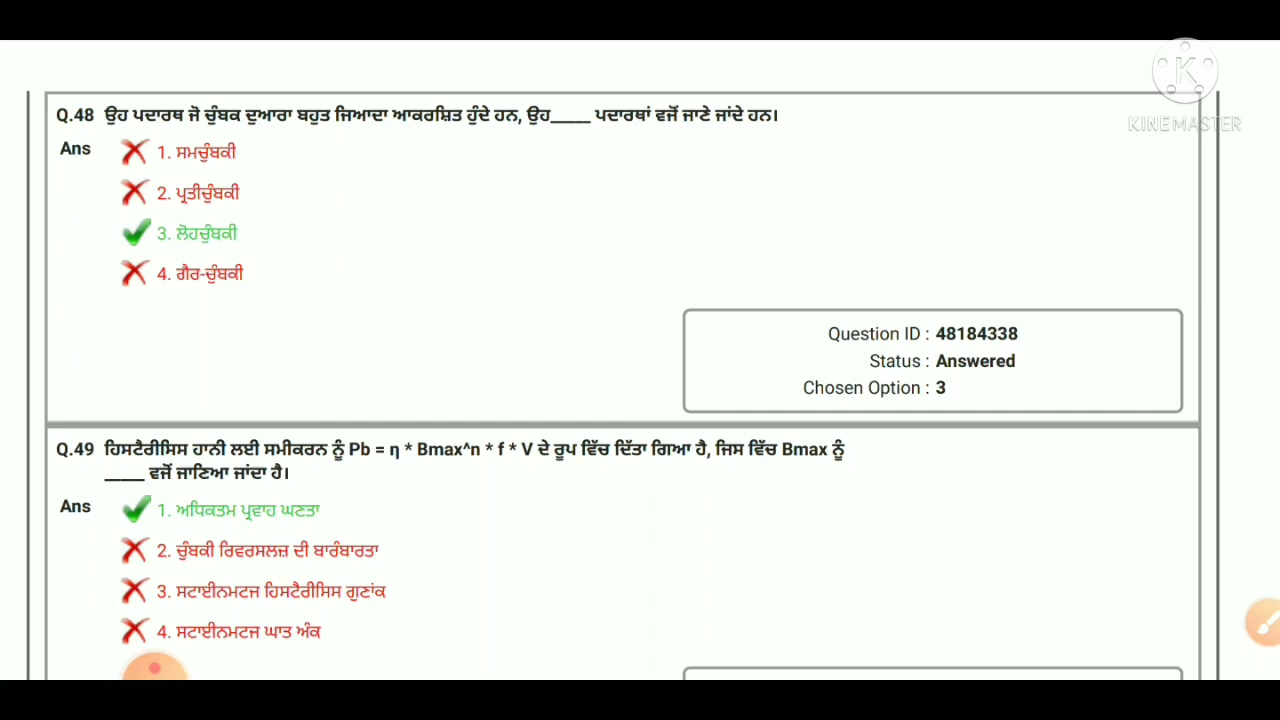 K
KINEMASTER
Q.48 ਉਹ ਪਦਾਰਥ ਜੋ ਚੁੰਬਕ ਦੁਆਰਾ ਬਹੁਤ ਜਿਆਦਾ ਆਕਰਸ਼ਿਤ ਹੁੰਦੇ ਹਨ, ਉਹ_____ ਪਦਾਰਥਾਂ ਵਜੋਂ ਜਾਣੇ ਜਾਂਦੇ ਹਨ।
Ans 1. ਸਮਚੁੰਬਕੀ
2. ਪ੍ਰਤੀਚੁੰਬਕੀ
3. ਲੋਹਚੁੰਬਕੀ
4. ਗੈਰ-ਚੁੰਬਕੀ
Question ID : 48184338
Status : Answered
Chosen Option : 3
Q.49 ਹਿਸਟੈਰੀਸਿਸ ਹਾਨੀ ਲਈ ਸਮੀਕਰਨ ਨੂੰ Pb = η * Bmax^n * f * V ਦੇ ਰੂਪ ਵਿੱਚ ਦਿੱਤਾ ਗਿਆ ਹੈ, ਜਿਸ ਵਿੱਚ Bmax ਨੂੰ
_____ ਵਜੋਂ ਜਾਣਿਆ ਜਾਂਦਾ ਹੈ।
Ans 1. ਅਧਿਕਤਮ ਪ੍ਰਵਾਹ ਘਣਤਾ
2. ਚੁੰਬਕੀ ਰਿਵਰਸਲਜ਼ ਦੀ ਬਾਰੰਬਾਰਤਾ
3. ਸਟਾਈਨਮਟਜ ਹਿਸਟੈਰੀਸਿਸ ਗੁਣਾਂਕ
4. ਸਟਾਈਨਮਟਜ ਘਾਤ ਅੰਕ